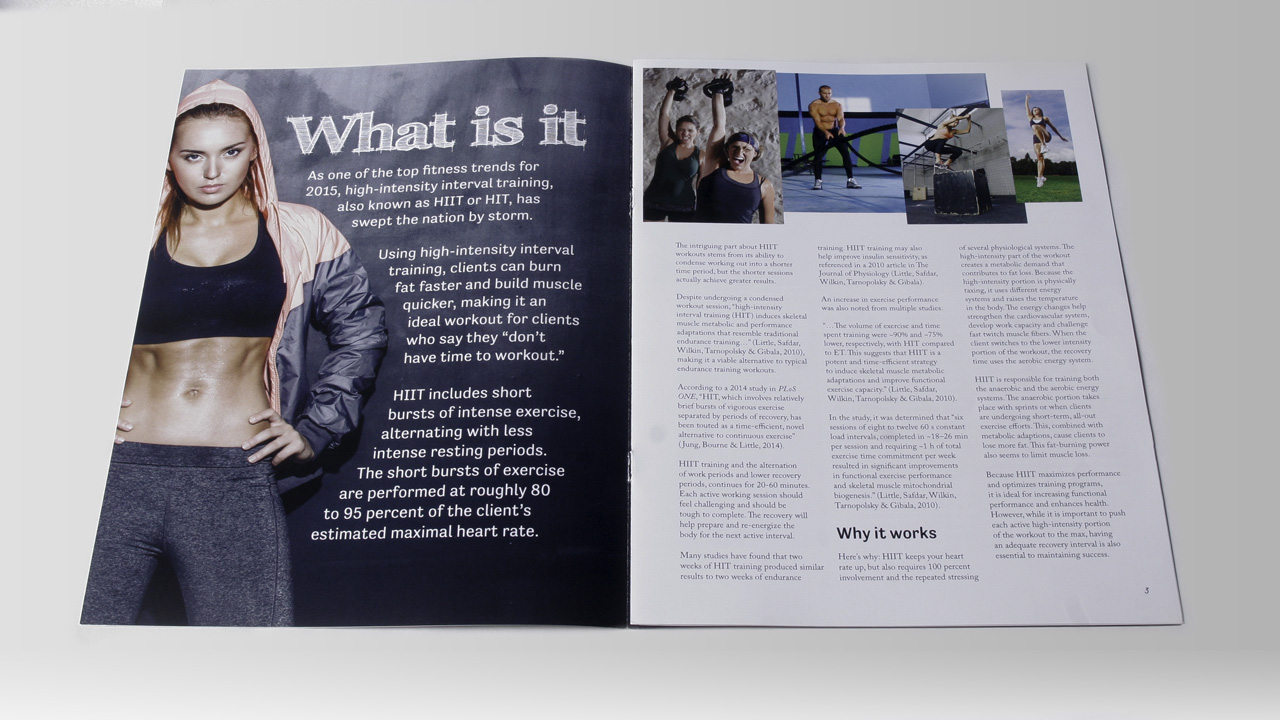 What is it
As one of the top fitness trends for
2015, high-intensity interval training,
also known as HIIT or HIT, has
swept the nation by storm.
Using high-intensity interval
training, clients can burn
fat faster and build muscle
quicker, making it an
ideal workout for clients
who say they “don’t
have time to workout.”
HIIT includes short
bursts of intense exercise,
alternating with less
intense resting periods.
The short bursts of exercise
are performed at roughly 80
to 95 percent of the client’s
estimated maximal heart rate.
The intriguing part about HIIT
workouts stems from its ability to
condense working out into a shorter
time period, but the shorter sessions
actually achieve greater results.
Despite undergoing a condensed
workout session, “high-intensity
interval training (HIT) induces skeletal
muscle metabolic and performance
adaptations that resemble traditional
endurance training…” (Little, Safdar,
Wilkin, Tarnopolsky & Gibala, 2010),
making it a viable alternative to typical
endurance training workouts.
According to a 2014 study in PLoS
ONE, “HIT, which involves relatively
brief bursts of vigorous exercise
separated by periods of recovery, has
been touted as a time-efficient, novel
alternative to continuous exercise”
(Jung, Bourne & Little, 2014).
HIIT training and the alternation
of work periods and lower recovery
periods, continues for 20-60 minutes.
Each active working session should
feel challenging and should be
tough to complete. The recovery will
help prepare and re-energize the
body for the next active interval.
Many studies have found that two
weeks of HIT training produced similar
results to two weeks of endurance
training. HIIT training may also
help improve insulin sensitivity, as
referenced in a 2010 article in The
Journal of Physiology (Little, Safdar,
Wilkin, Tarnopolsky & Gibala)
An increase in exercise performance
was also noted from multiple studies.
“…The volume of exercise and time
spent training were ~90% and ~75%
lower, respectively, with HIT compared
to ET. This suggests that HIIT is a
potent and time-efficient strategy
to induce skeletal muscle metabolic
adaptations and improve functional
exercise capacity.” (Little, Safdar,
Wilkin, Tarnopolsky & Gibala, 2010).
In the study, it was determined that “six
sessions of eight to twelve 60 s constant
load intervals, completed in ~18–26 min
per session and requiring ~1 h of total
exercise time commitment per week
resulted in significant improvements
in functional exercise performance
and skeletal muscle mitochondrial
biogenesis.” (Little, Safdar, Wilkin,
Tarnopolsky & Gibala, 2010).
Why it works
Here’s why: HIIT keeps your heart
rate up, but also requires 100 percent
involvement and the repeated stressing
of several physiological systems. The
high-intensity part of the workout
creates a metabolic demand that
contributes to fat loss. Because the
high-intensity portion is physically
taxing, it uses different energy
systems and raises the temperature
in the body. The energy changes help
strengthen the cardiovascular system,
develop work capacity and challenge
fast twitch muscle fibers. When the
client switches to the lower intensity
portion of the workout, the recovery
time uses the aerobic system.
HIIT is responsible for training both
the anaerobic and the aerobic energy
systems. The anaerobic portion takes
place with sprints or when clients
are undergoing short-term, all-out
exercise efforts. This, combined with
metabolic adaptions, cause clients to
lose more fat. This fat-burning power
also seems to limit muscle loss.
Because HIIT maximizes performance
and optimizes training programs,
it is ideal for increasing functional
performance and enhances health.
However, while it is important to push
each active high-intensity portion
of the workout to the max, having
an adequate recovery interval is also
essential to maintaining success.
3